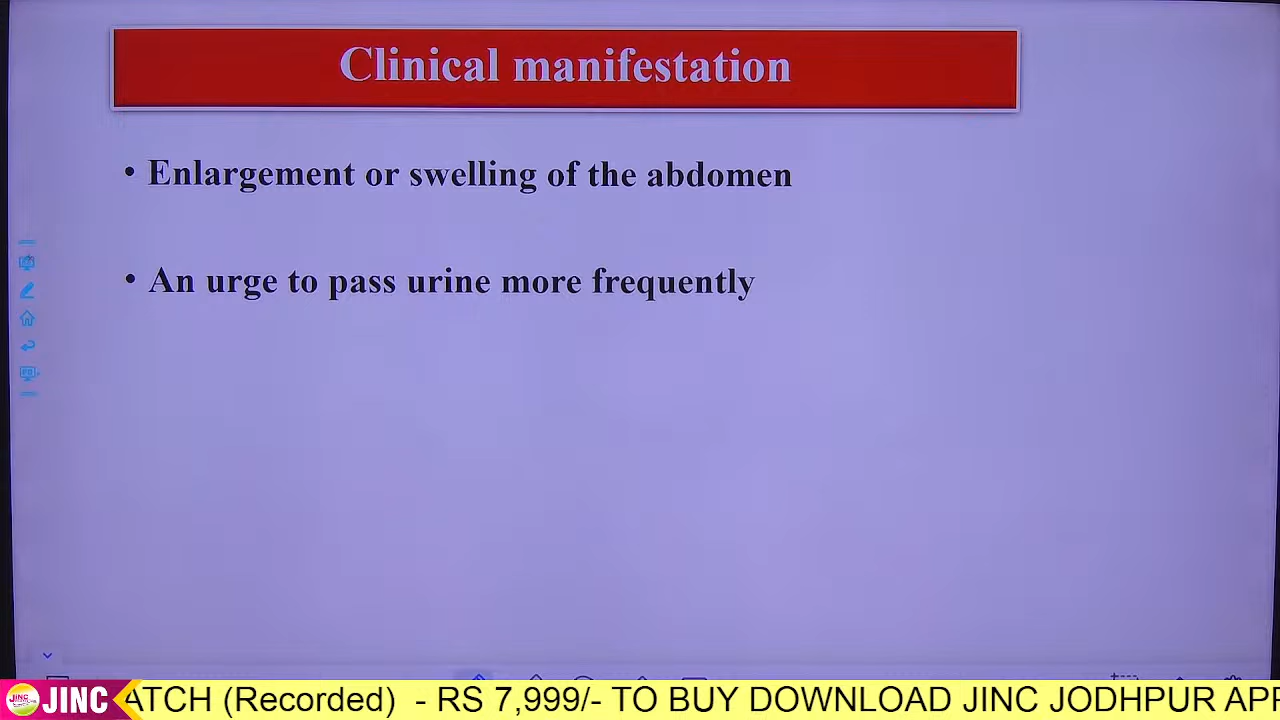 Clinical manifestation
• Enlargement or swelling of the abdomen
• An urge to pass urine more frequently
JINC ATCH (Recorded) - RS 7,999/- TO BUY DOWNLOAD JINC JODHPUR APP